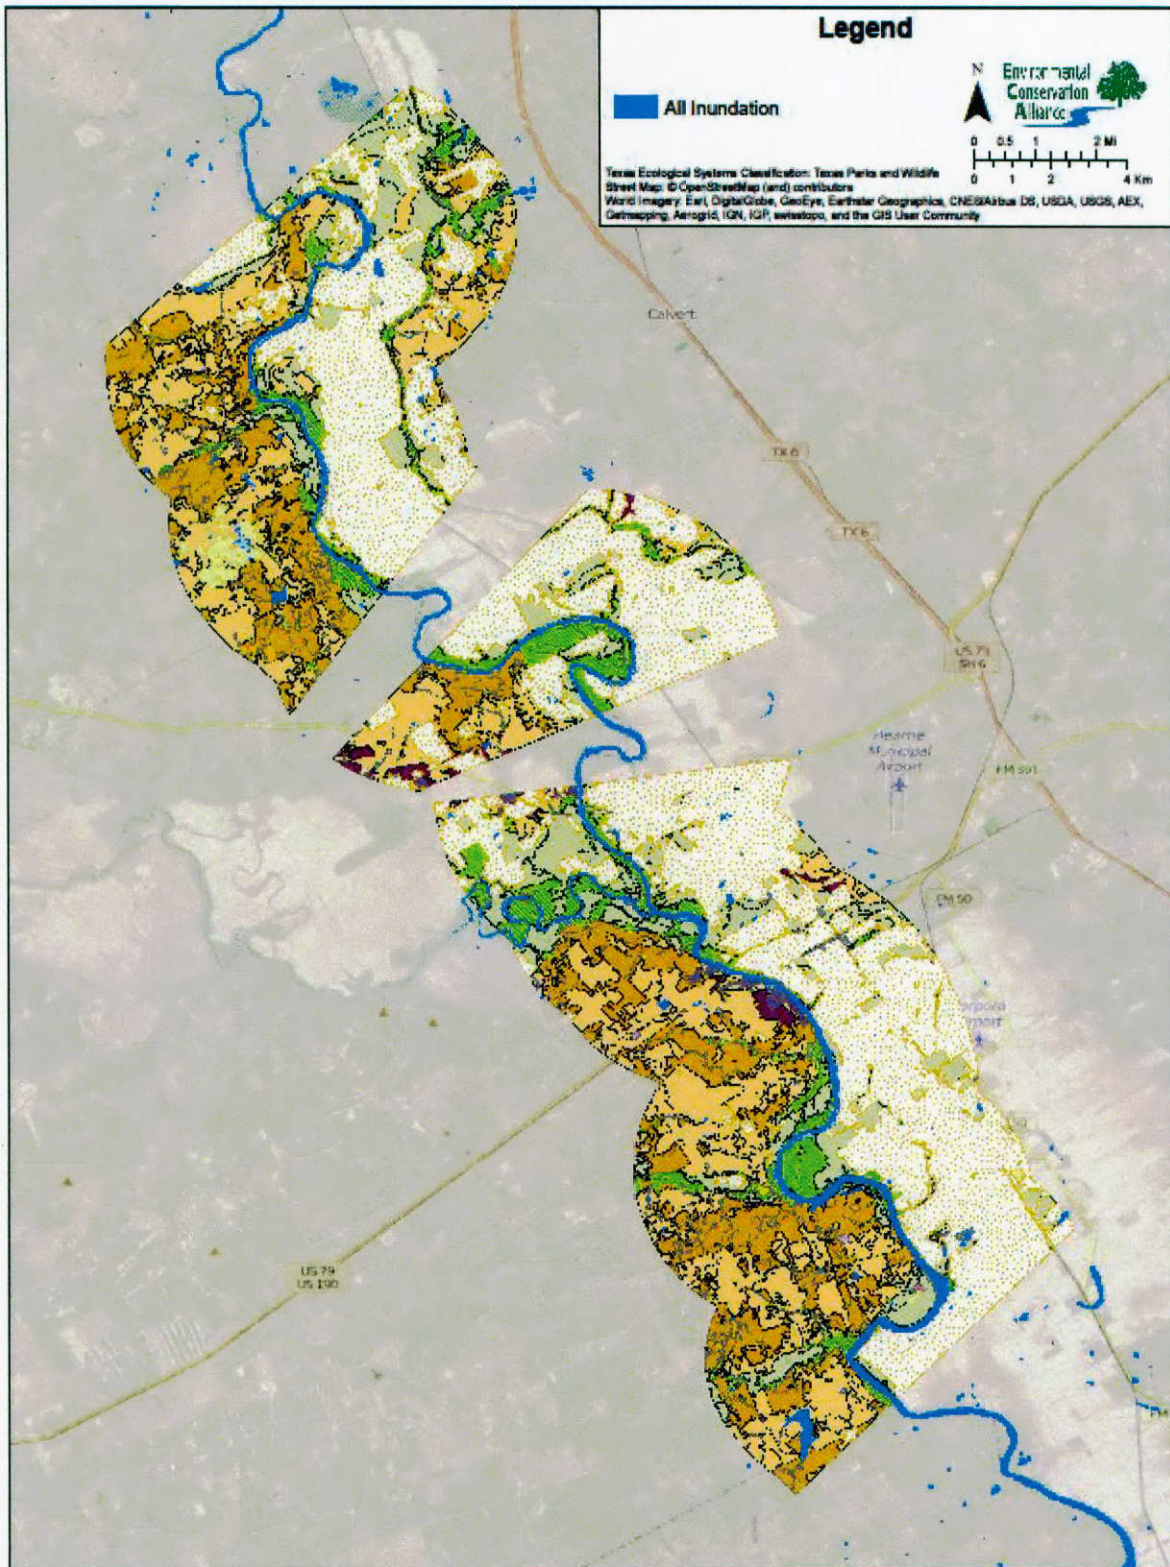 Legend
All Inundation
N
Environmental
Conservation
Alliance
0 0.5 1 2 Mi
0 1 2 4 Km
Texas Ecological Systems Classification: Texas Parks and Wildlife
Street Map: © OpenStreetMap (and) contributors
World Imagery: Esri, DigitalGlobe, GeoEye, Earthstar Geographics, CNES/Airbus DS, USDA, USGS, AEX,
Getmapping, Aerogrid, IGN, IGP, swisstopo, and the GIS User Community
Calvert
TX 6
TX 6
US 79
SH 6
Hearne
Municipal
Airport
FM 391
FM 50
US 79
US 190
FM